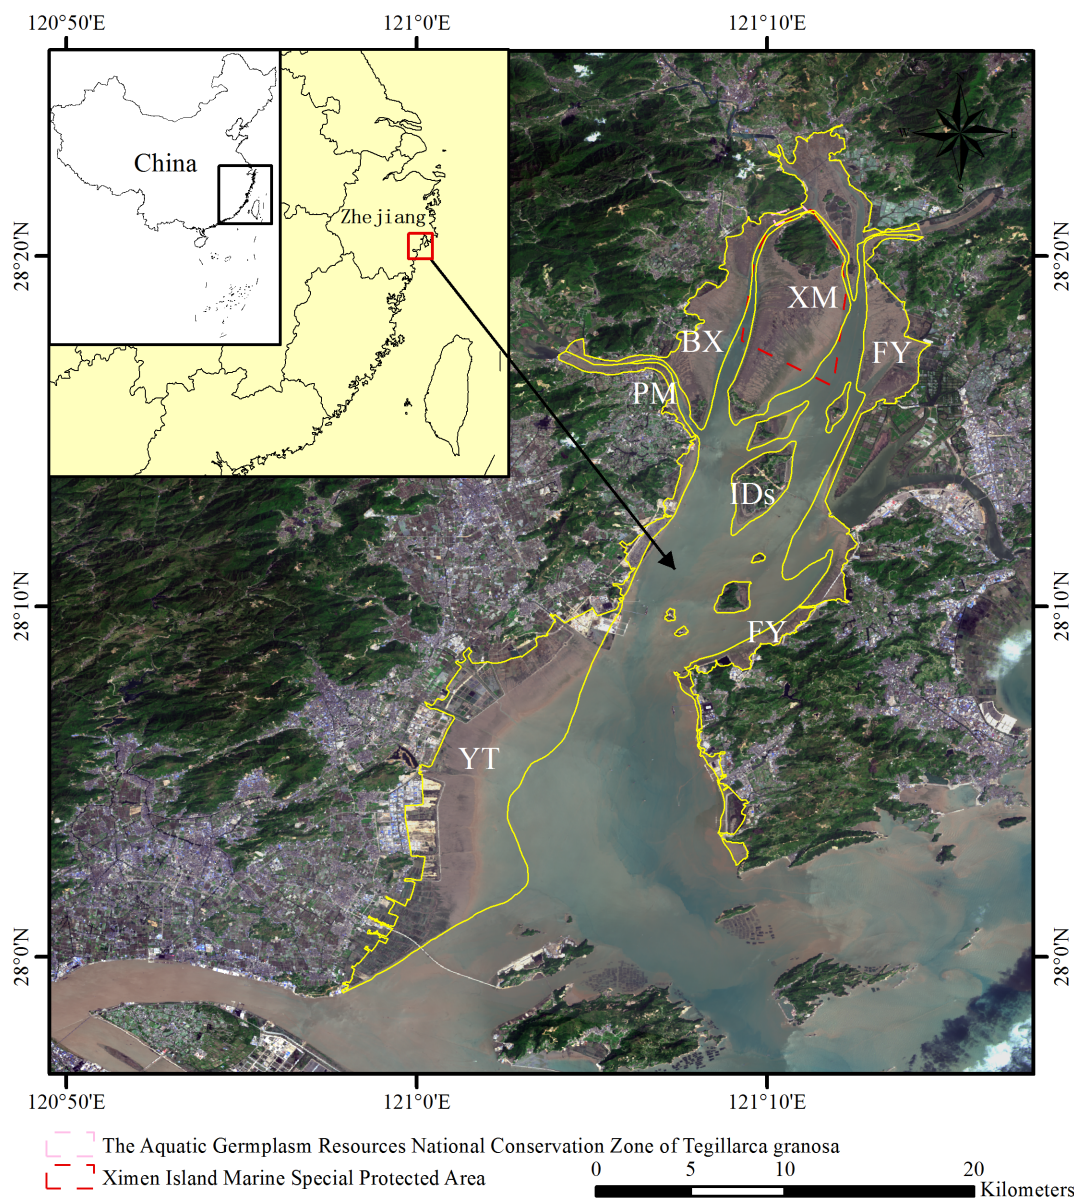 120°50'E
121°0'E
121°10'E
China
Zhejiang
W
E
S
28°20'N
28°20'N
XM
BX
FY
PM
IDs
28°10'N
28°10'N
FY
YT
28°0'N
28°0'N
120°50'E
121°0'E
121°10'E
The Aquatic Germplasm Resources National Conservation Zone of Tegillarca granosa
Ximen Island Marine Special Protected Area
0
5
10
20
Kilometers